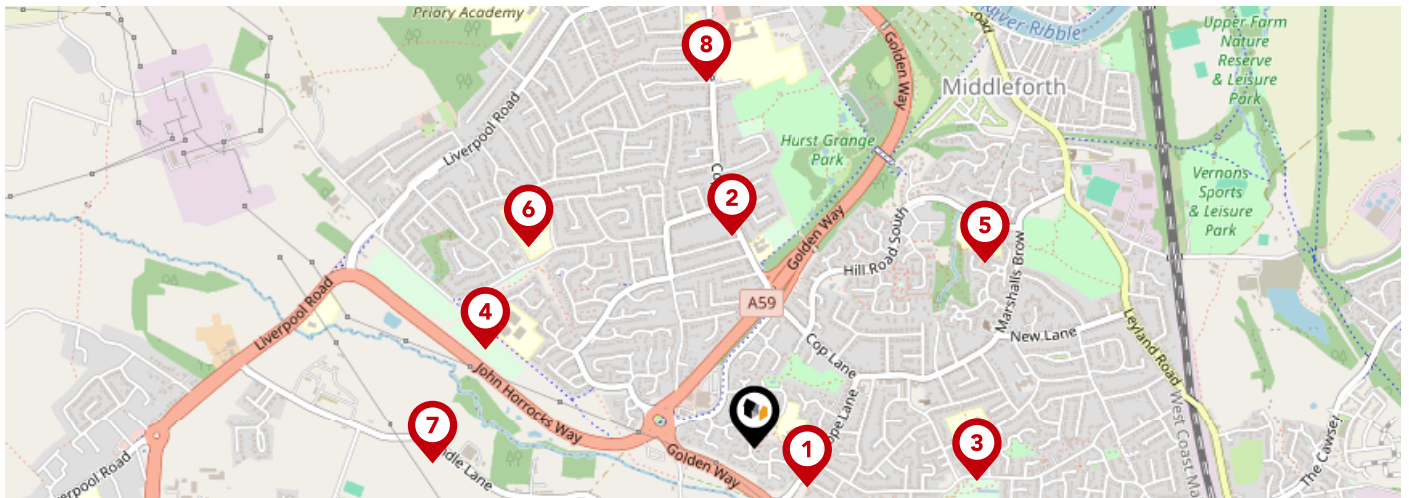 Priory Academy
8
Golden Way
road
River Ribble
Middleforth
Upper Farm
Nature
Reserve
& Leisure
Park
Liverpool Road
Hurst Grange
Park
2
6
Vernons
Sports
& Leisure
Park
5
Golden Way
Hill Road South
Marshalls Brow
Liverpool Road
4
A59
New Lane
Leyland Road
Cop Lane
John Horrocks Way
7
1
3
Golden Way
West Coast Ma
The Cawsey